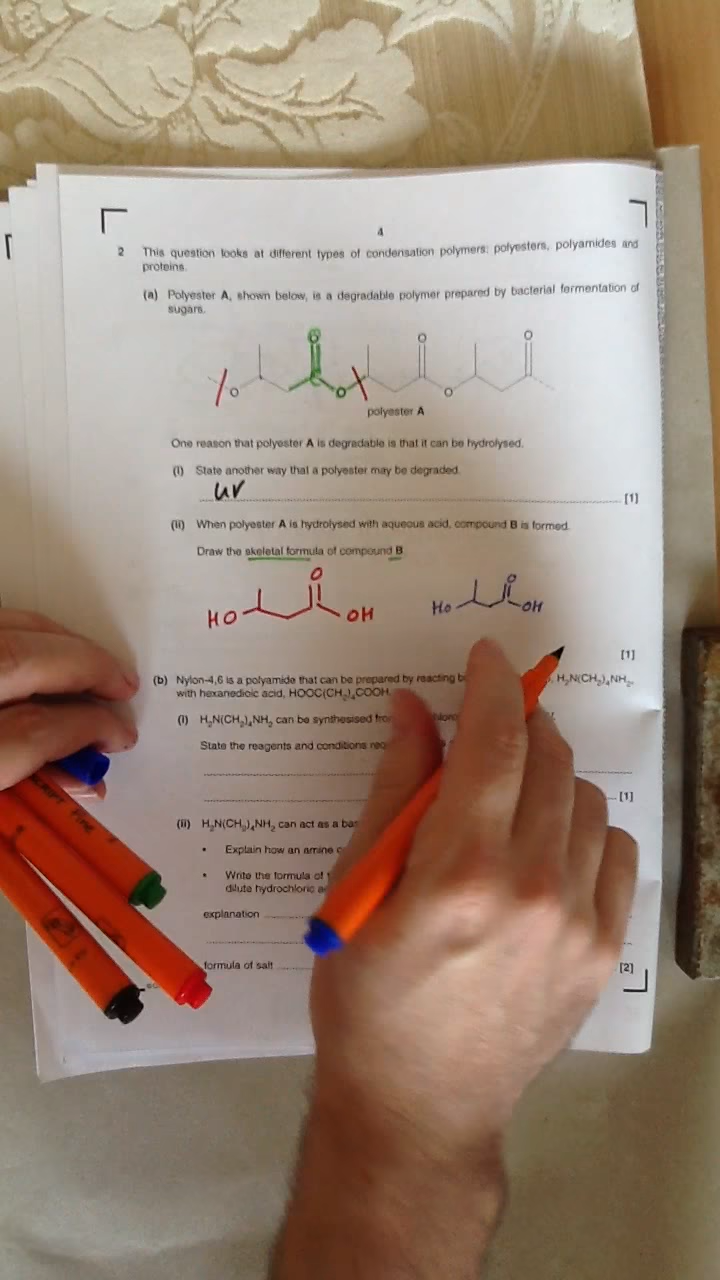 4
2 This question looks at different types of condensation polymers: polyesters, polyamides and
proteins.
(a) Polyester A, shown below, is a degradable polymer prepared by bacterial fermentation of
sugars.
O O O
O O O
polyester A
One reason that polyester A is degradable is that it can be hydrolysed.
(i) State another way that a polyester may be degraded.
uv [1]
(ii) When polyester A is hydrolysed with aqueous acid, compound B is formed.
Draw the skeletal formula of compound B
O O
HO OH Ho OH
[1]
(b) Nylon-4,6 is a polyamide that can be prepared by reacting H₂N(CH₂)₄NH₂,
with hexanedioic acid, HOOC(CH₂)₄COOH.
(i) H₂N(CH₂)₄NH₂ can be synthesised
State the reagents and conditions
[1]
(ii) H₂N(CH₂)₄NH₂ can act as a
• Explain how an amine
• Write the formula of
dilute hydrochloric
explanation
formula of salt [2]
SCRIPT FINE